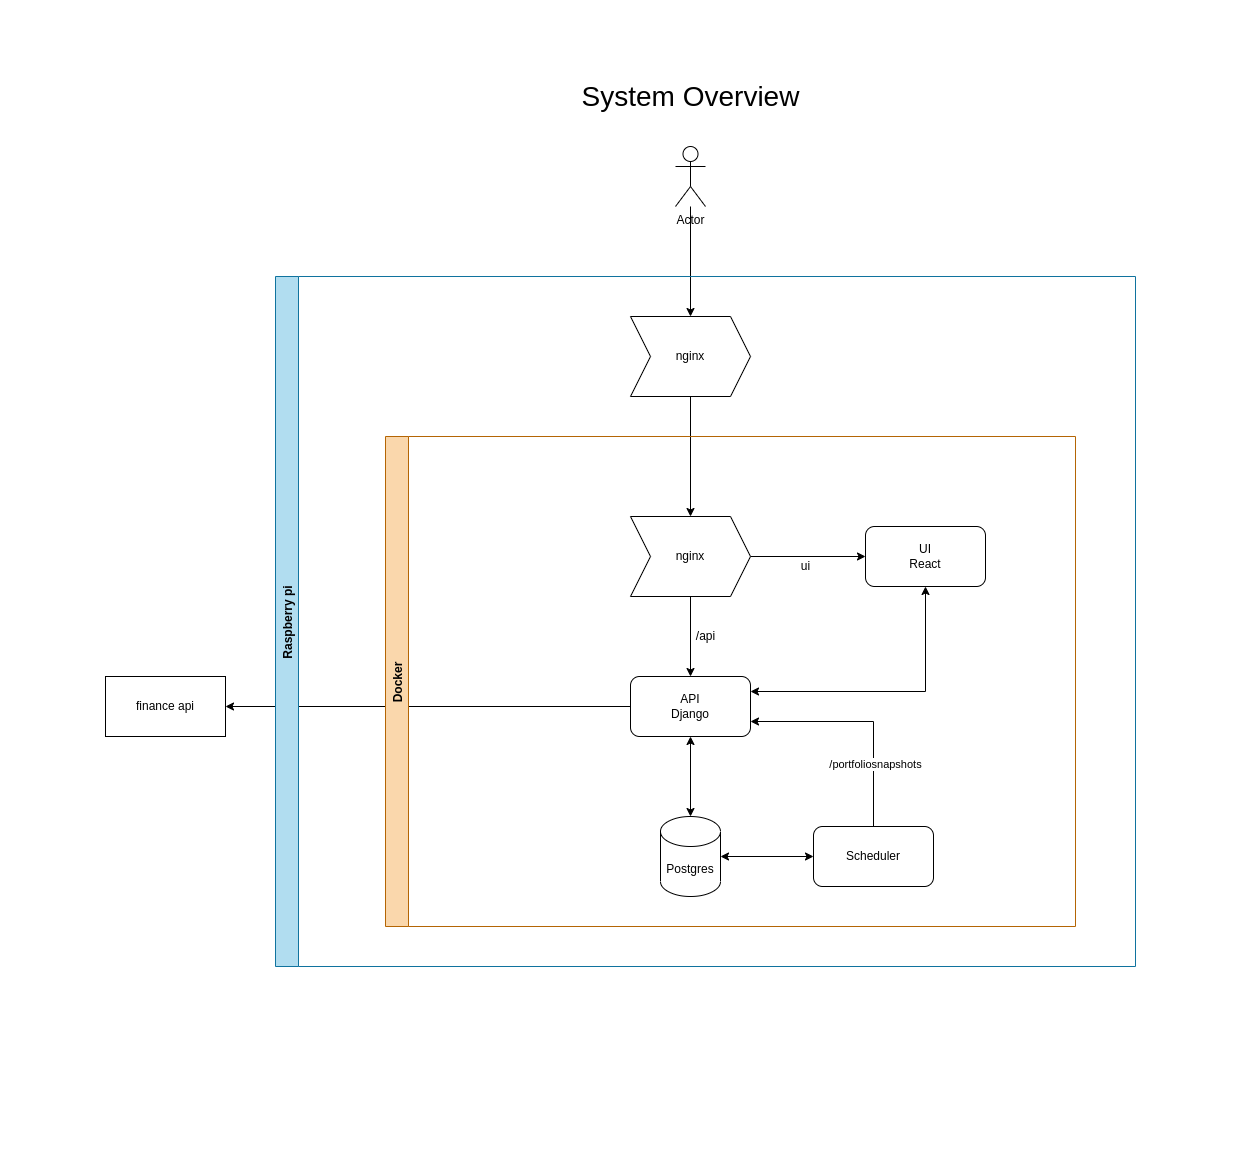 System Overview
Actor
nginx
nginx
ui
UI
React
/api
Raspberry pi
Docker
finance api
API
Django
/portfoliosnapshots
Postgres
Scheduler